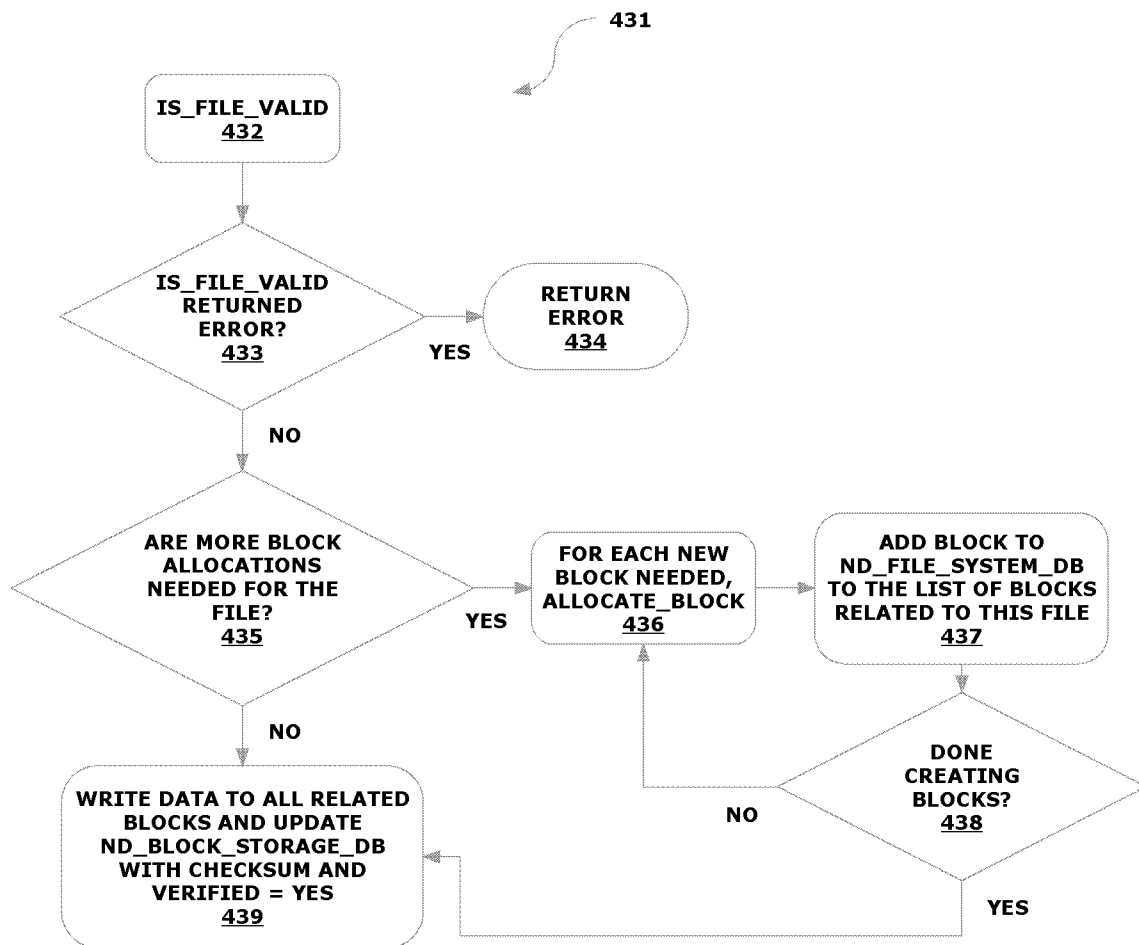 431
IS_FILE_VALID
432
IS_FILE_VALID
RETURNED
ERROR?
433
YES
RETURN
ERROR
434
NO
ARE MORE BLOCK
ALLOCATIONS
NEEDED FOR THE
FILE?
435
YES
FOR EACH NEW
BLOCK NEEDED,
ALLOCATE_BLOCK
436
ADD BLOCK TO
ND_FILE_SYSTEM_DB
TO THE LIST OF BLOCKS
RELATED TO THIS FILE
437
NO
DONE
CREATING
BLOCKS?
438
NO
YES
WRITE DATA TO ALL RELATED
BLOCKS AND UPDATE
ND_BLOCK_STORAGE_DB
WITH CHECKSUM AND
VERIFIED = YES
439